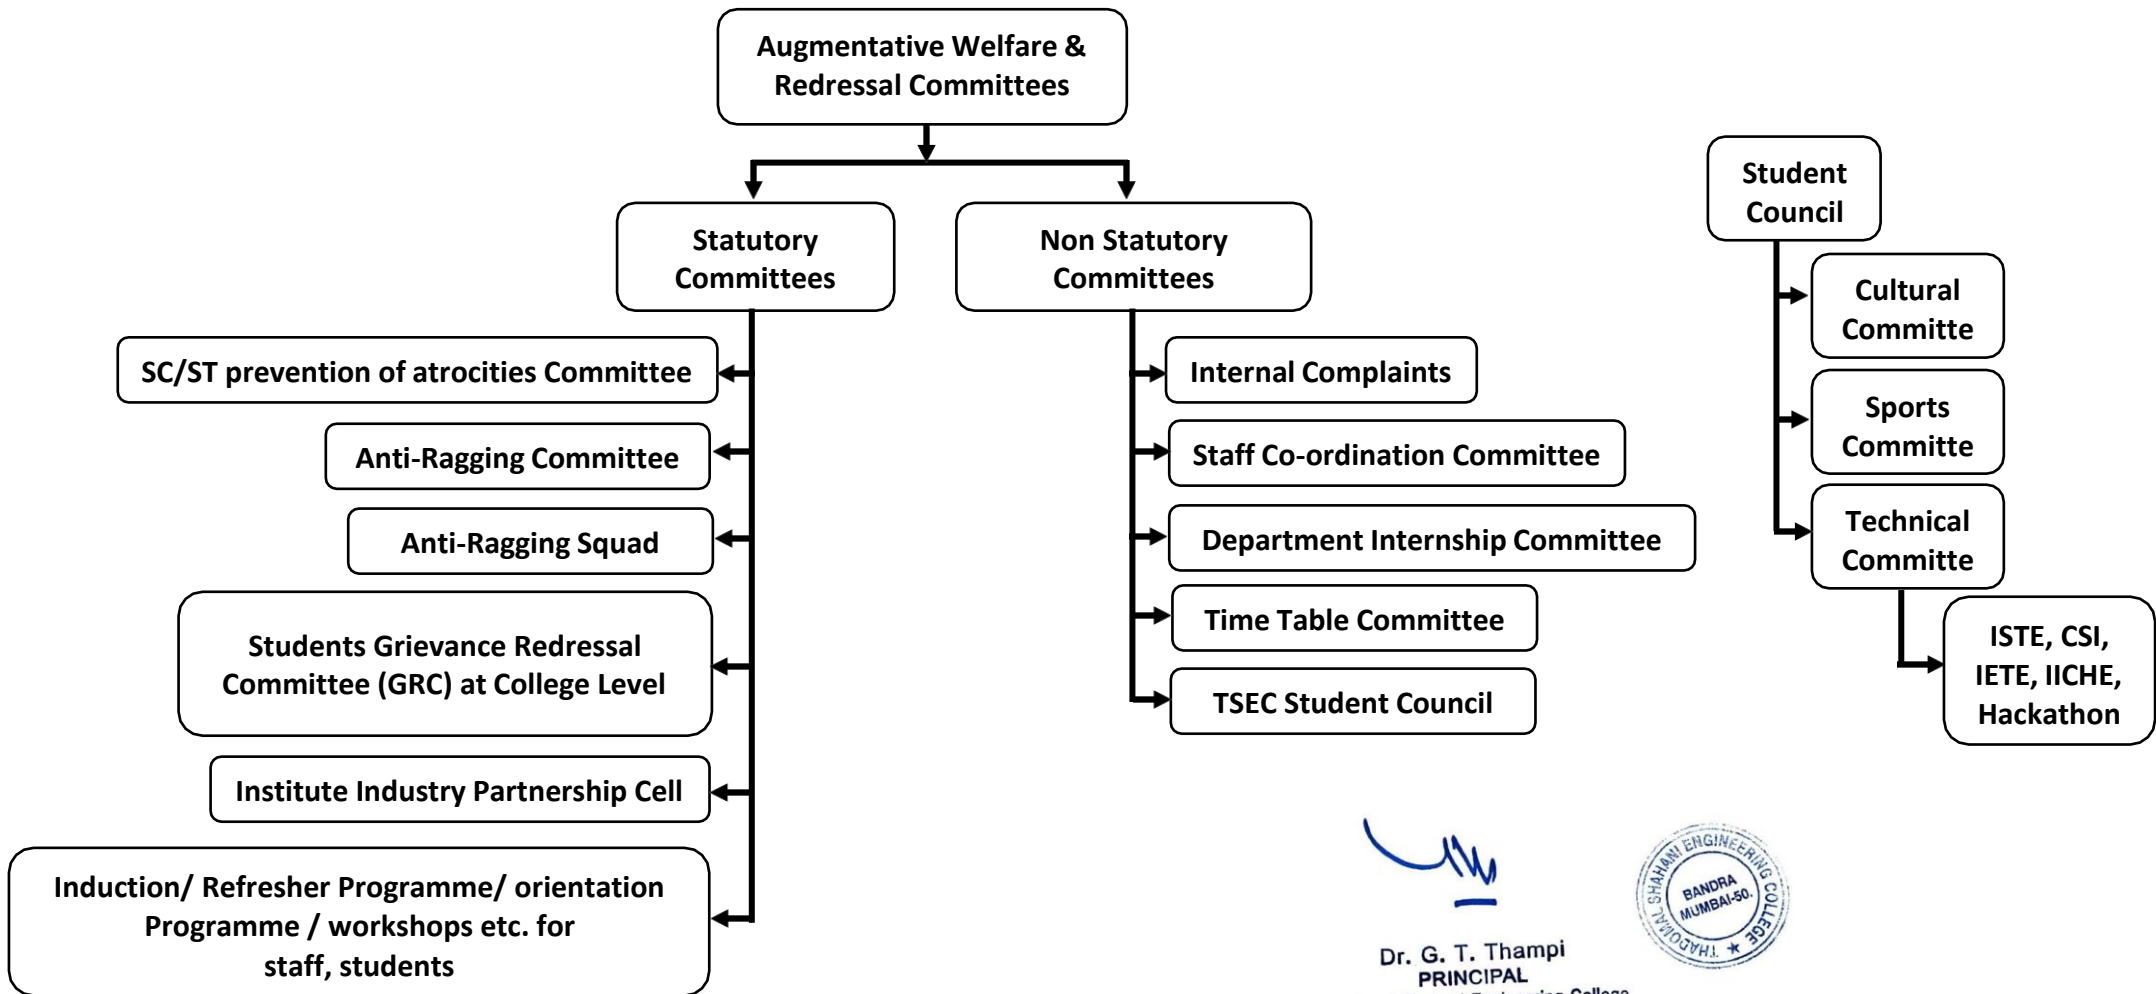 Augmentative Welfare &
Redressal Committees
Statutory
Committees
Non Statutory
Committees
SC/ST prevention of atrocities Committee
Anti-Ragging Committee
Anti-Ragging Squad
Students Grievance Redressal
Committee (GRC) at College Level
Institute Industry Partnership Cell
Induction/ Refresher Programme/ orientation
Programme / workshops etc. for
staff, students
Internal Complaints
Staff Co-ordination Committee
Department Internship Committee
Time Table Committee
TSEC Student Council
Student
Council
Cultural
Committe
Sports
Committe
Technical
Committe
ISTE, CSI,
IETE, IICHE,
Hackathon
Dr. G. T. Thampi
PRINCIPAL
Engineering College
THADOMAL SHAHANI ENGINEERING COLLEGE
BANDRA
MUMBAI-50.